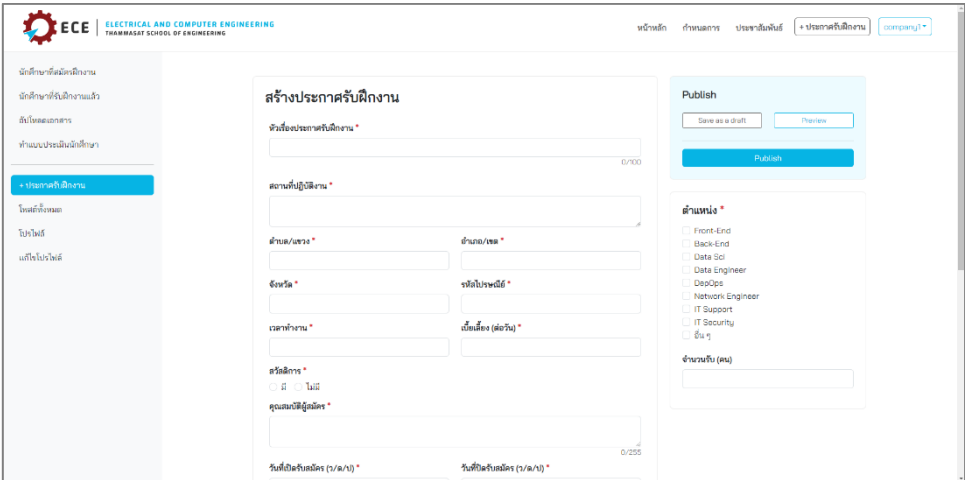 ECE
ELECTRICAL AND COMPUTER ENGINEERING
THAMMASAT SCHOOL OF ENGINEERING
หน้าหลัก กำหนดการ ประชาสัมพันธ์ + ประกาศรับฝึกงาน company1
นักศึกษาที่สมัครฝึกงาน
นักศึกษาที่รับฝึกงานแล้ว
อัปโหลดเอกสาร
ทำแบบประเมินนักศึกษา
+ ประกาศรับฝึกงาน
โพสต์ทั้งหมด
โปรไฟล์
แก้ไขโปรไฟล์
สร้างประกาศรับฝึกงาน
หัวเรื่องประกาศรับฝึกงาน *
0/100
สถานที่ปฏิบัติงาน *
ตำบล/แขวง * อำเภอ/เขต *
จังหวัด * รหัสไปรษณีย์ *
เวลาทำงาน * เบี้ยเลี้ยง (ต่อวัน) *
สวัสดิการ *
มี ไม่มี
คุณสมบัติผู้สมัคร *
0/255
วันที่เปิดรับสมัคร (ว/ด/ป) * วันที่ปิดรับสมัคร (ว/ด/ป) *
Publish
Save as a draft Preview
Publish
ตำแหน่ง *
Front-End
Back-End
Data Sci
Data Engineer
DepOps
Network Engineer
IT Support
IT Security
อื่น ๆ
จำนวนรับ (คน)